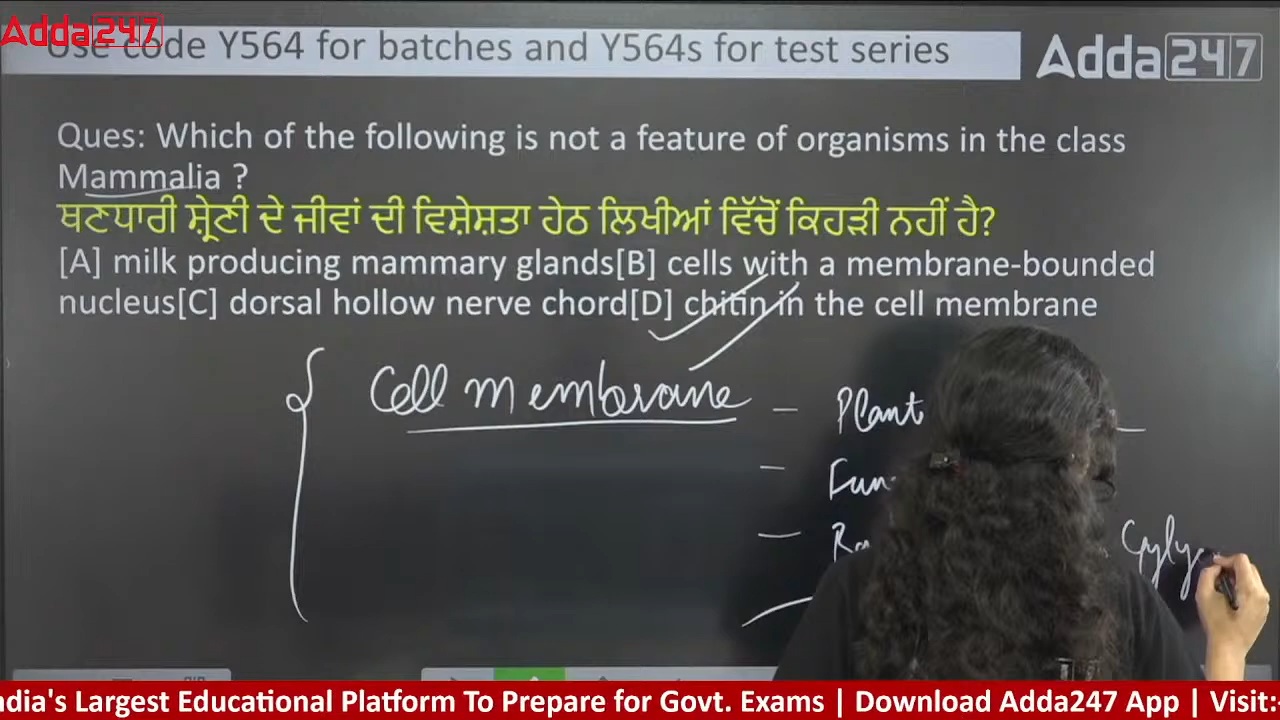 Adda247
Use code Y564 for batches and Y564s for test series
Adda247
Ques: Which of the following is not a feature of organisms in the class
Mammalia ?
ਥਣਧਾਰੀ ਸ਼੍ਰੇਣੀ ਦੇ ਜੀਵਾਂ ਦੀ ਵਿਸ਼ੇਸ਼ਤਾ ਹੇਠ ਲਿਖੀਆਂ ਵਿੱਚੋਂ ਕਿਹੜੀ ਨਹੀਂ ਹੈ?
[A] milk producing mammary glands[B] cells with a membrane-bounded
nucleus[C] dorsal hollow nerve chord[D] chitin in the cell membrane
Cell membrane - Plant
-
-
ndia's Largest Educational Platform To Prepare for Govt. Exams | Download Adda247 App | Visit: